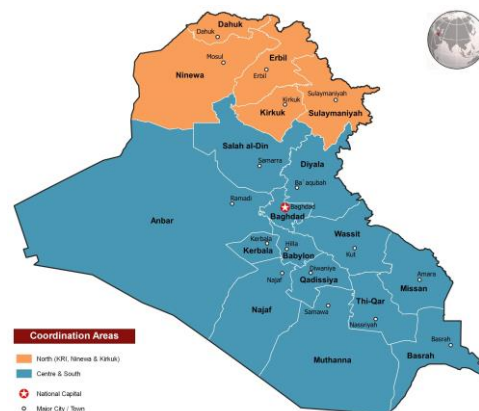 Dahuk
Dahuk
Mosul
Erbil
Ninewa
Erbil
Sulaymaniyah
Kirkuk
Kirkuk
Sulaymaniyah
Salah al-Din
Diyala
Samarra
Ba`aqubah
Anbar
Ramadi
Baghdad
Baghdad
Wassit
Kerbala
Hilla
Kerbala
Babylon
Kut
Najaf
Diwaniya
Qadissiya
Amara
Missan
Thi-Qar
Najaf
Samawa
Nassriyah
Basrah
Muthanna
Basrah
Coordination Areas
North (KRI, Ninewa & Kirkuk)
Centre & South
National Capital
Major City / Town